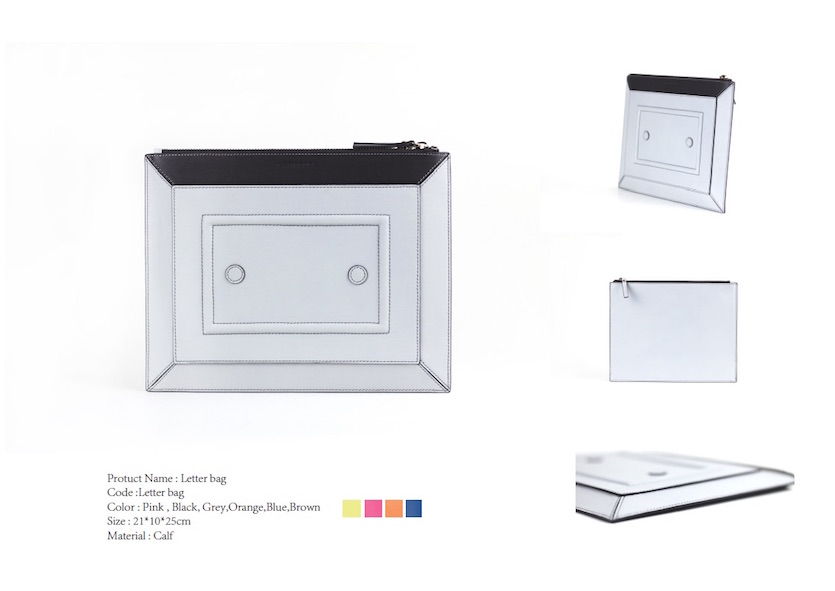 Protuct Name : Letter bag
Code :Letter bag
Color : Pink , Black, Grey,Orange,Blue,Brown
Size : 21*10*25cm
Material : Calf